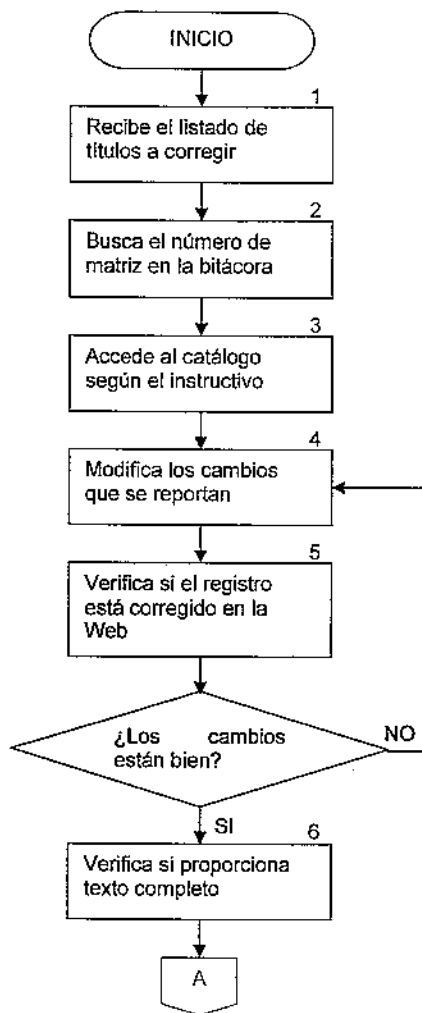 INICIO
1
Recibe el listado de
títulos a corregir
2
Busca el número de
matriz en la bitácora
3
Accede al catálogo
según el instructivo
4
Modifica los cambios
que se reportan
5
Verifica si el registro
está corregido en la
Web
¿Los cambios
están bien?
NO
SI
6
Verifica si proporciona
texto completo
A